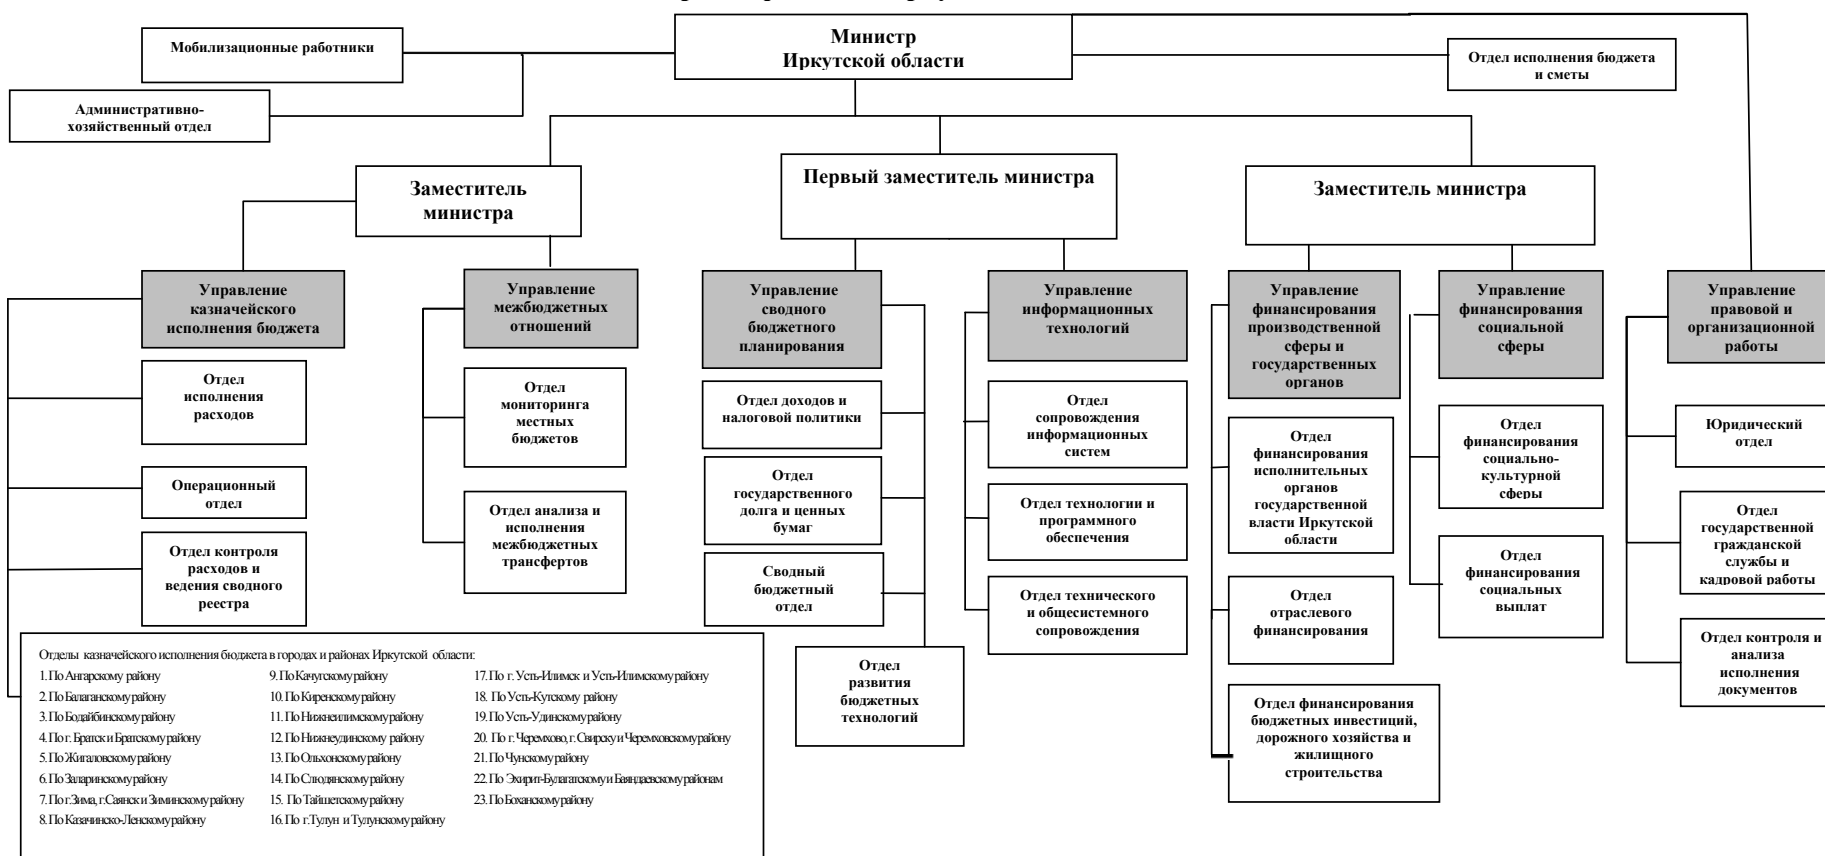 Министр
Иркутской области
Мобилизационные работники
Отдел исполнения бюджета
и сметы
Административно-
хозяйственный отдел
Заместитель
министра
Первый заместитель министра
Заместитель министра
Управление
казначейского
исполнения бюджета
Управление
межбюджетных
отношений
Управление
сводного
бюджетного
планирования
Управление
информационных
технологий
Управление
финансирования
производственной
сферы и
государственных
органов
Управление
финансирования
социальной
сферы
Управление
правовой и
организационной
работы
Отдел
исполнения
расходов
Операционный
отдел
Отдел контроля
расходов и
ведения сводного
реестра
Отдел
мониторинга
местных
бюджетов
Отдел анализа и
исполнения
межбюджетных
трансфертов
Отдел доходов и
налоговой политики
Отдел
государственного
долга и ценных
бумаг
Сводный
бюджетный
отдел
Отдел
развития
бюджетных
технологий
Отдел
сопровождения
информационных
систем
Отдел технологии и
программного
обеспечения
Отдел технического
и общесистемного
сопровождения
Отдел
финансирования
исполнительных
органов
государственной
власти Иркутской
области
Отдел
отраслевого
финансирования
Отдел финансирования
бюджетных инвестиций,
дорожного хозяйства и
жилищного
строительства
Отдел
финансирования
социально-
культурной
сферы
Отдел
финансирования
социальных
выплат
Юридический
отдел
Отдел
государственной
гражданской
службы и
кадровой работы
Отдел контроля и
анализа
исполнения
документов
Отделы казначейского исполнения бюджета в городах и районах Иркутской области:
1. По Ангарскому району
2. По Балаганскому району
3. По Бодайбинскому району
4. По г. Братск и Братскому району
5. По Жигаловскому району
6. По Заларинскому району
7. По г.Зима, г.Саянск и Зиминскому району
8. По Казачинско-Ленскому району
9. По Качугскому району
10. По Киренскому району
11. По Нижнеилимскому району
12. По Нижнеудинскому району
13. По Ольхонскому району
14. По Слюдянскому району
15. По Тайшетскому району
16. По г.Тулун и Тулунскому району
17. По г. Усть-Илимск и Усть-Илимскому району
18. По Усть-Кутскому району
19. По Усть-Удинскому району
20. По г. Черемхово, г. Свирску и Черемховскому району
21. По Чунскому району
22. По Эхирит-Булагатскому и Баяндаевскому районам
23. По Боханскому району